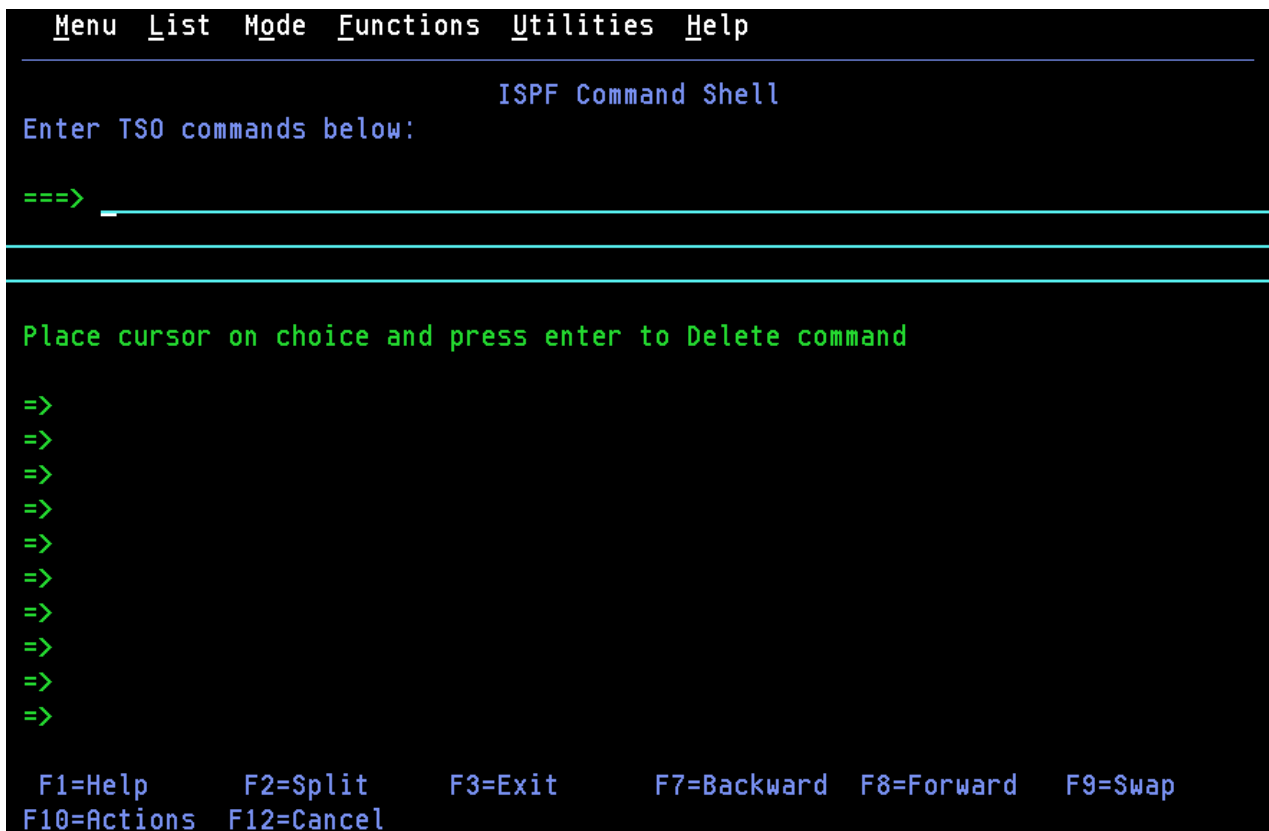 Menu List Mode Functions Utilities Help
ISPF Command Shell
Enter TSO commands below:
===>
Place cursor on choice and press enter to Delete command
=>
=>
=>
=>
=>
=>
=>
=>
=>
=>
F1=Help F2=Split F3=Exit F7=Backward F8=Forward F9=Swap
F10=Actions F12=Cancel